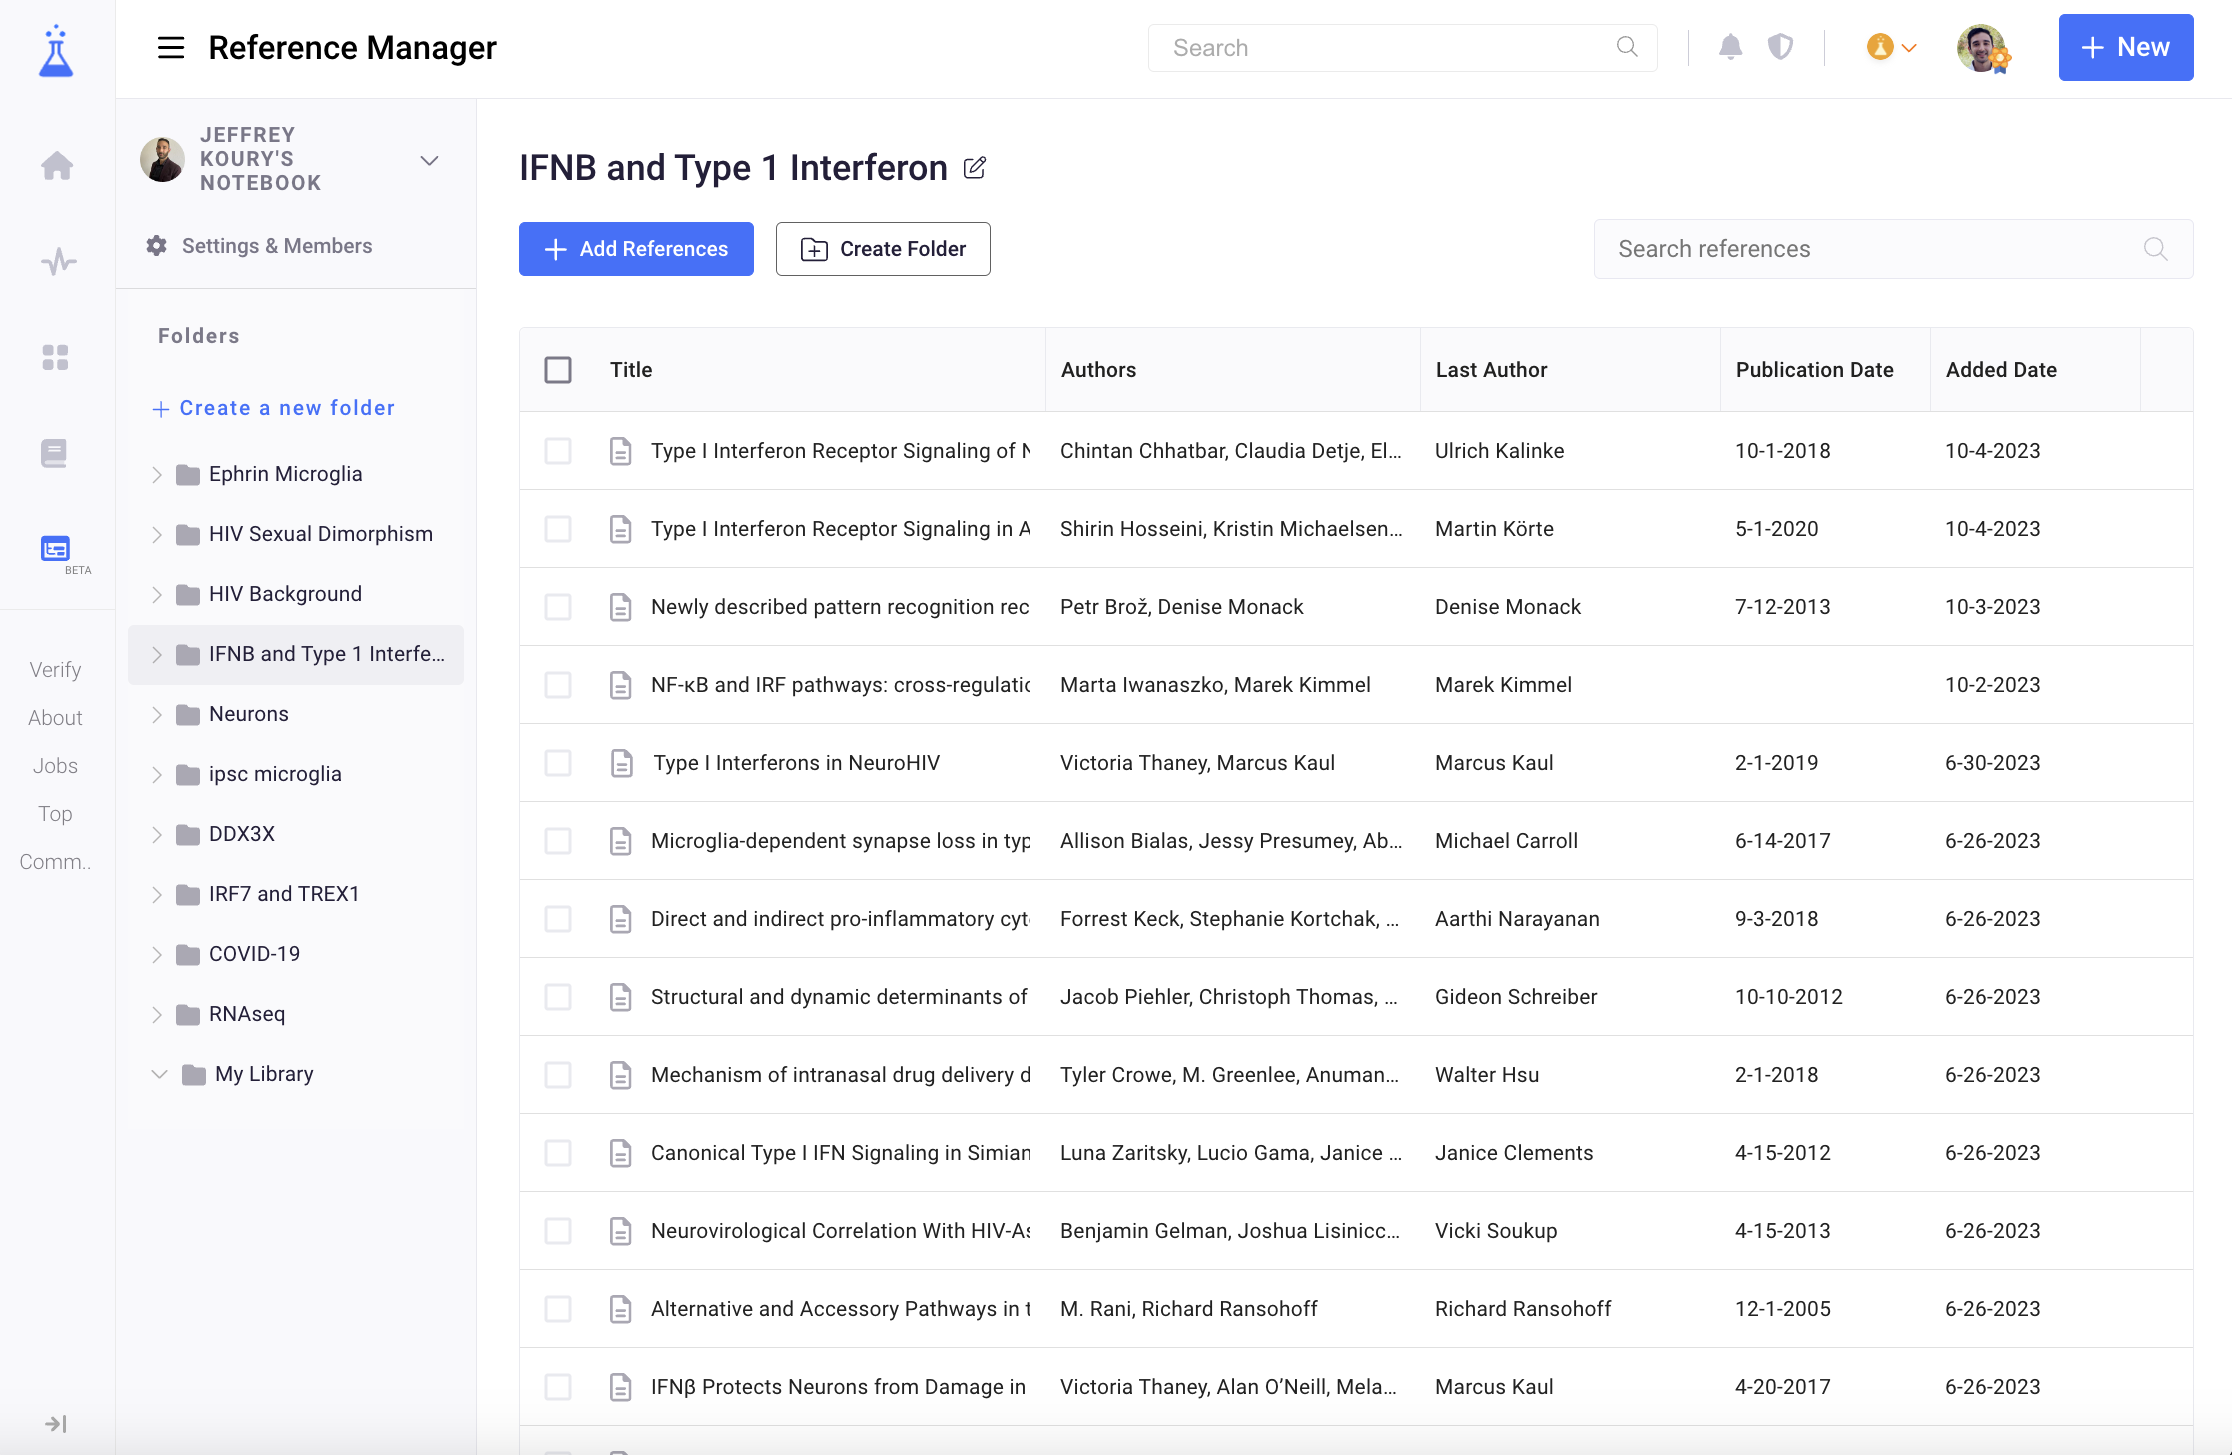 Reference Manager
Search
New
JEFFREY
KOURY'S
NOTEBOOK
Settings & Members
Folders
Create a new folder
Ephrin Microglia
HIV Sexual Dimorphism
HIV Background
IFNB and Type 1 Interfe...
Neurons
ipsc microglia
DDX3X
IRF7 and TREX1
COVID-19
RNAseq
My Library
BETA
Verify
About
Jobs
Top
Comm..
IFNB and Type 1 Interferon
Add References
Create Folder
Search references
Title Authors Last Author Publication Date Added Date
Type I Interferon Receptor Signaling of Chintan Chhatbar, Claudia Detje, El... Ulrich Kalinke 10-1-2018 10-4-2023
Type I Interferon Receptor Signaling in Shirin Hosseini, Kristin Michaelsen... Martin Körte 5-1-2020 10-4-2023
Newly described pattern recognition rec Petr Brož, Denise Monack Denise Monack 7-12-2013 10-3-2023
NF-κB and IRF pathways: cross-regulatio Marta Iwanaszko, Marek Kimmel Marek Kimmel 10-2-2023
Type I Interferons in NeuroHIV Victoria Thaney, Marcus Kaul Marcus Kaul 2-1-2019 6-30-2023
Microglia-dependent synapse loss in typ Allison Bialas, Jessy Presumey, Ab... Michael Carroll 6-14-2017 6-26-2023
Direct and indirect pro-inflammatory cyt Forrest Keck, Stephanie Kortchak, ... Aarthi Narayanan 9-3-2018 6-26-2023
Structural and dynamic determinants of Jacob Piehler, Christoph Thomas, ... Gideon Schreiber 10-10-2012 6-26-2023
Mechanism of intranasal drug delivery d Tyler Crowe, M. Greenlee, Anuman... Walter Hsu 2-1-2018 6-26-2023
Canonical Type I IFN Signaling in Simian Luna Zaritsky, Lucio Gama, Janice ... Janice Clements 4-15-2012 6-26-2023
Neurovirological Correlation With HIV-As Benjamin Gelman, Joshua Lisinicc... Vicki Soukup 4-15-2013 6-26-2023
Alternative and Accessory Pathways in t M. Rani, Richard Ransohoff Richard Ransohoff 12-1-2005 6-26-2023
IFNβ Protects Neurons from Damage in Victoria Thaney, Alan O’Neill, Mela... Marcus Kaul 4-20-2017 6-26-2023